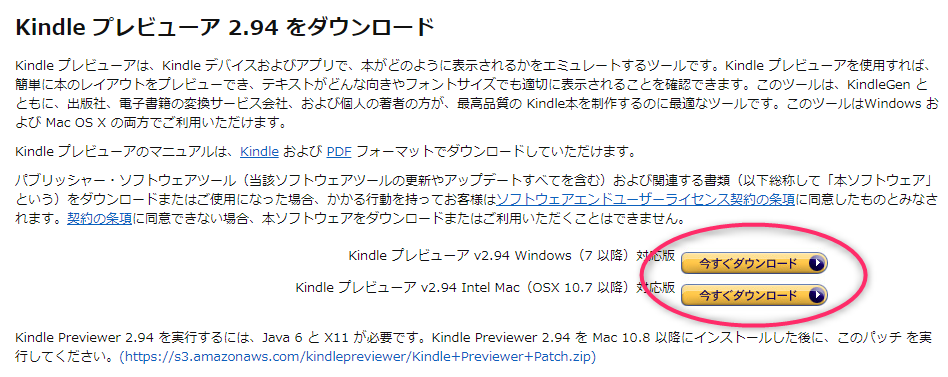 Kindle プレビューア 2.94 をダウンロード
Kindle プレビューアは、Kindle デバイスおよびアプリで、本がどのように表示されるかをエミュレートするツールです。Kindle プレビューアを使用すれば、
簡単に本のレイアウトをプレビューでき、テキストがどんな向きやフォントサイズでも適切に表示されることを確認できます。このツールは、KindleGen と
ともに、出版社、電子書籍の変換サービス会社、および個人の著者の方が、最高品質の Kindle本を制作するのに最適なツールです。このツールはWindows お
よび Mac OS X の両方でご利用いただけます。
Kindle プレビューアのマニュアルは、Kindle および PDF フォーマットでダウンロードしていただけます。
パブリッシャー・ソフトウェアツール（当該ソフトウェアツールの更新やアップデートすべてを含む）および関連する書類（以下総称して「本ソフトウェア」
という）をダウンロードまたはご使用になった場合、かかる行動を持ってお客様はソフトウェアエンドユーザーライセンス契約の条項に同意したものとみなさ
れます。契約の条項に同意できない場合、本ソフトウェアをダウンロードまたはご利用いただくことはできません。
Kindle プレビューア v2.94 Windows（7 以降）対応版 今すぐダウンロード
Kindle プレビューア v2.94 Intel Mac（OSX 10.7 以降）対応版 今すぐダウンロード
Kindle Previewer 2.94 を実行するには、Java 6 と X11 が必要です。Kindle Previewer 2.94 を Mac 10.8 以降にインストールした後に、このパッチ を実
行してください。(https://s3.amazonaws.com/kindlepreviewer/Kindle+Previewer+Patch.zip)